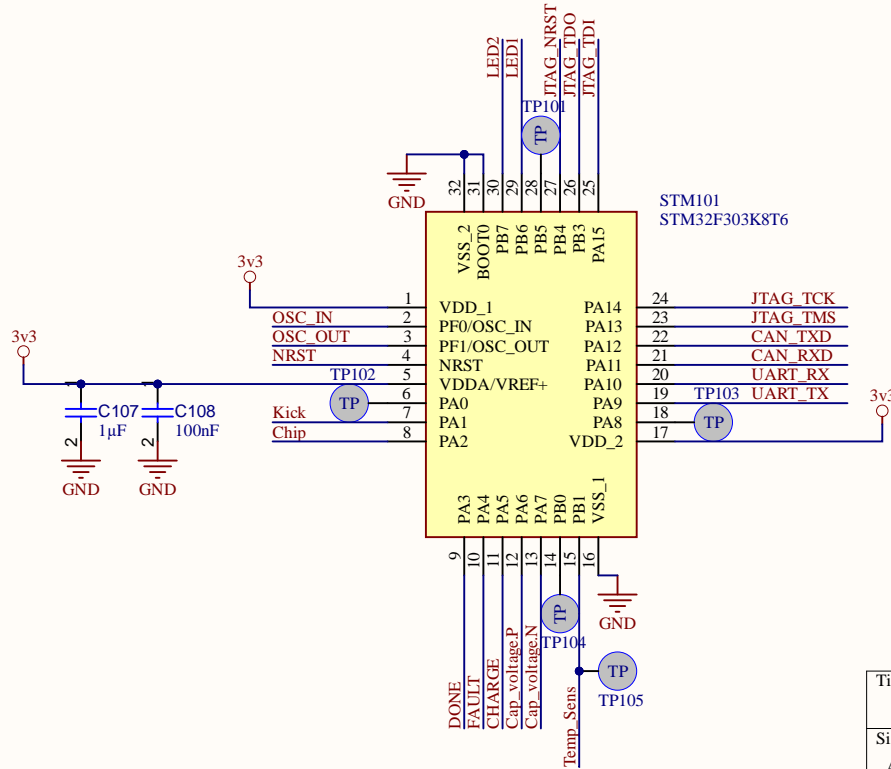 LED2
LED1
JTAG_NRST
JTAG_TDO
JTAG_TDI
TP101
TP
GND
32
31
30
29
28
27
26
25
STM101
STM32F303K8T6
VSS_2
BOOT0
PB7
PB6
PB5
PB4
PB3
PA15
3v3
1 VDD_1
OSC_IN 2 PF0/OSC_IN
OSC_OUT 3 PF1/OSC_OUT
NRST 4 NRST
3v3
5 VDDA/VREF+
TP102
TP 6 PA0
Kick 7 PA1
Chip 8 PA2
PA14 24 JTAG_TCK
PA13 23 JTAG_TMS
PA12 22 CAN_TXD
PA11 21 CAN_RXD
PA10 20 UART_RX
PA9 19 UART_TX
TP103
PA8 18 TP
VDD_2 17
3v3
C107
1µF
2
GND
C108
100nF
2
GND
PA3
PA4
PA5
PA6
PA7
PB0
PB1
VSS_1
9
10
11
12
13
14
15
16
GND
TP
TP104
TP
TP105
DONE
FAULT
CHARGE
Cap_voltage.P
Cap_voltage.N
Temp_Sens